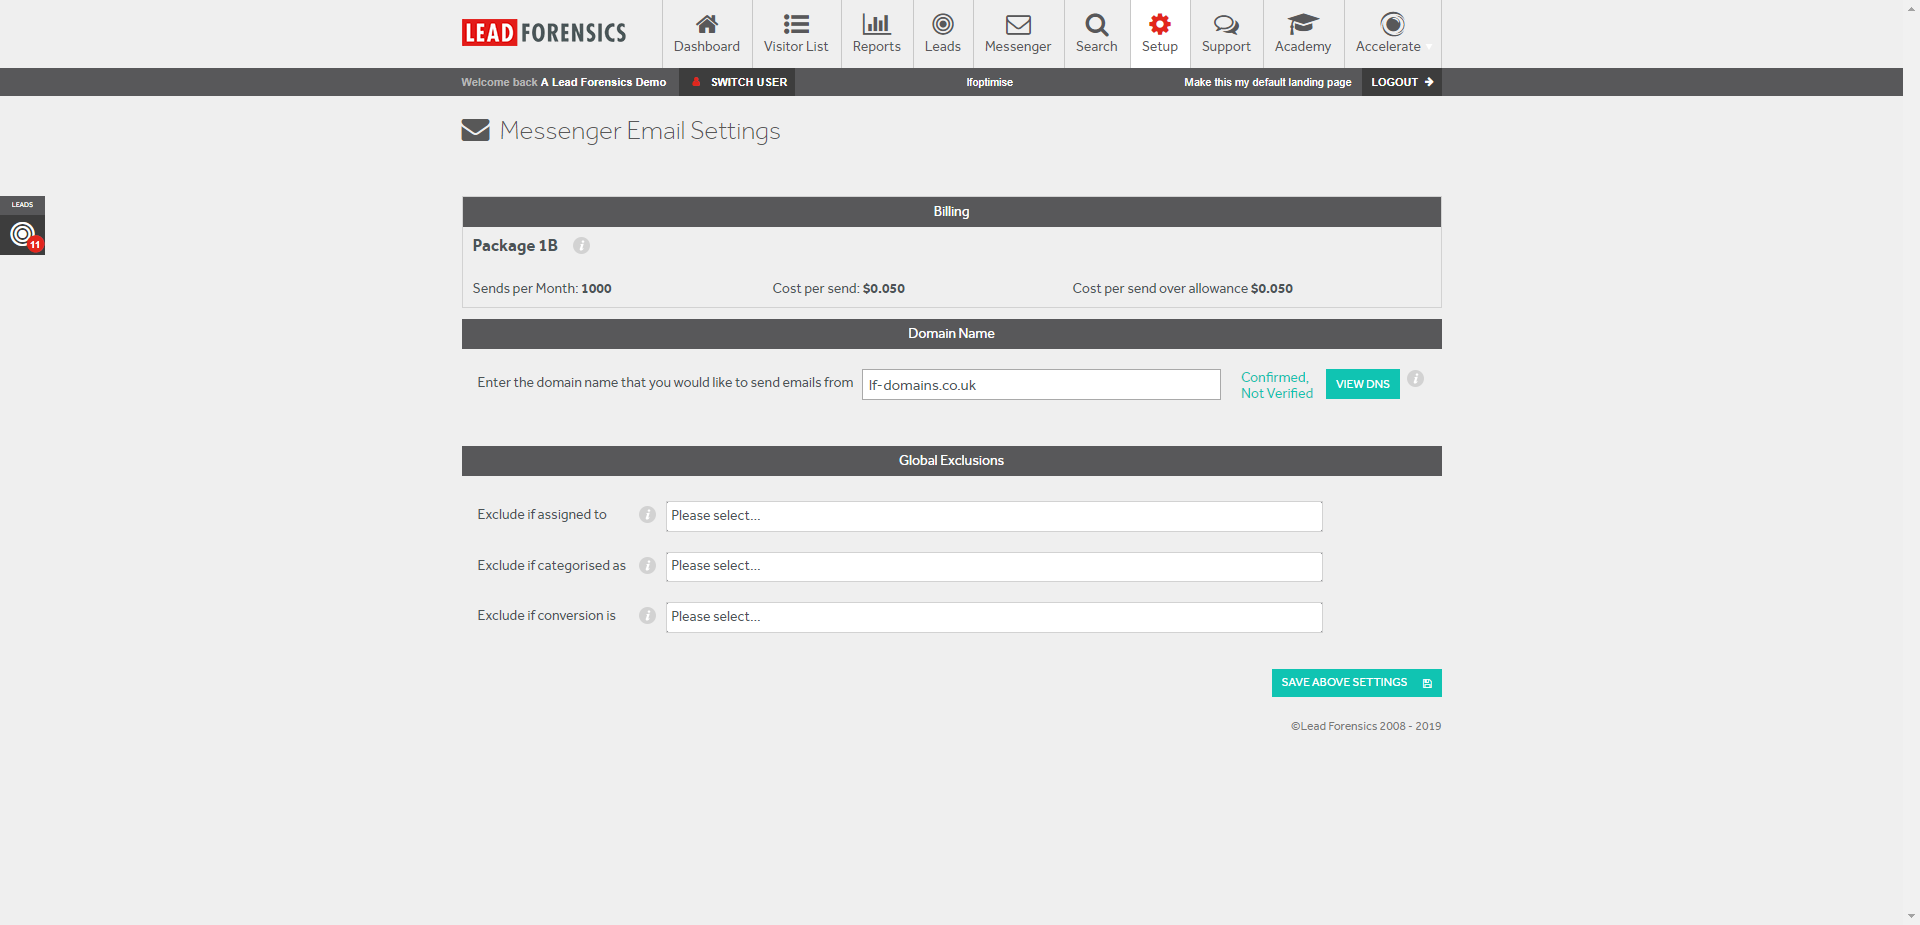 LEAD FORENSICS
Dashboard
Visitor List
Reports
Leads
Messenger
Search
Setup
Support
Academy
Accelerate
Welcome back A Lead Forensics Demo
SWITCH USER
lfoptimise
Make this my default landing page
LOGOUT
Messenger Email Settings
LEADS
11
Billing
Package 1B
Sends per Month: 1000
Cost per send: $0.050
Cost per send over allowance $0.050
Domain Name
Enter the domain name that you would like to send emails from
lf-domains.co.uk
Confirmed,
Not Verified
VIEW DNS
Global Exclusions
Exclude if assigned to
Please select...
Exclude if categorised as
Please select...
Exclude if conversion is
Please select...
SAVE ABOVE SETTINGS
©Lead Forensics 2008 - 2019